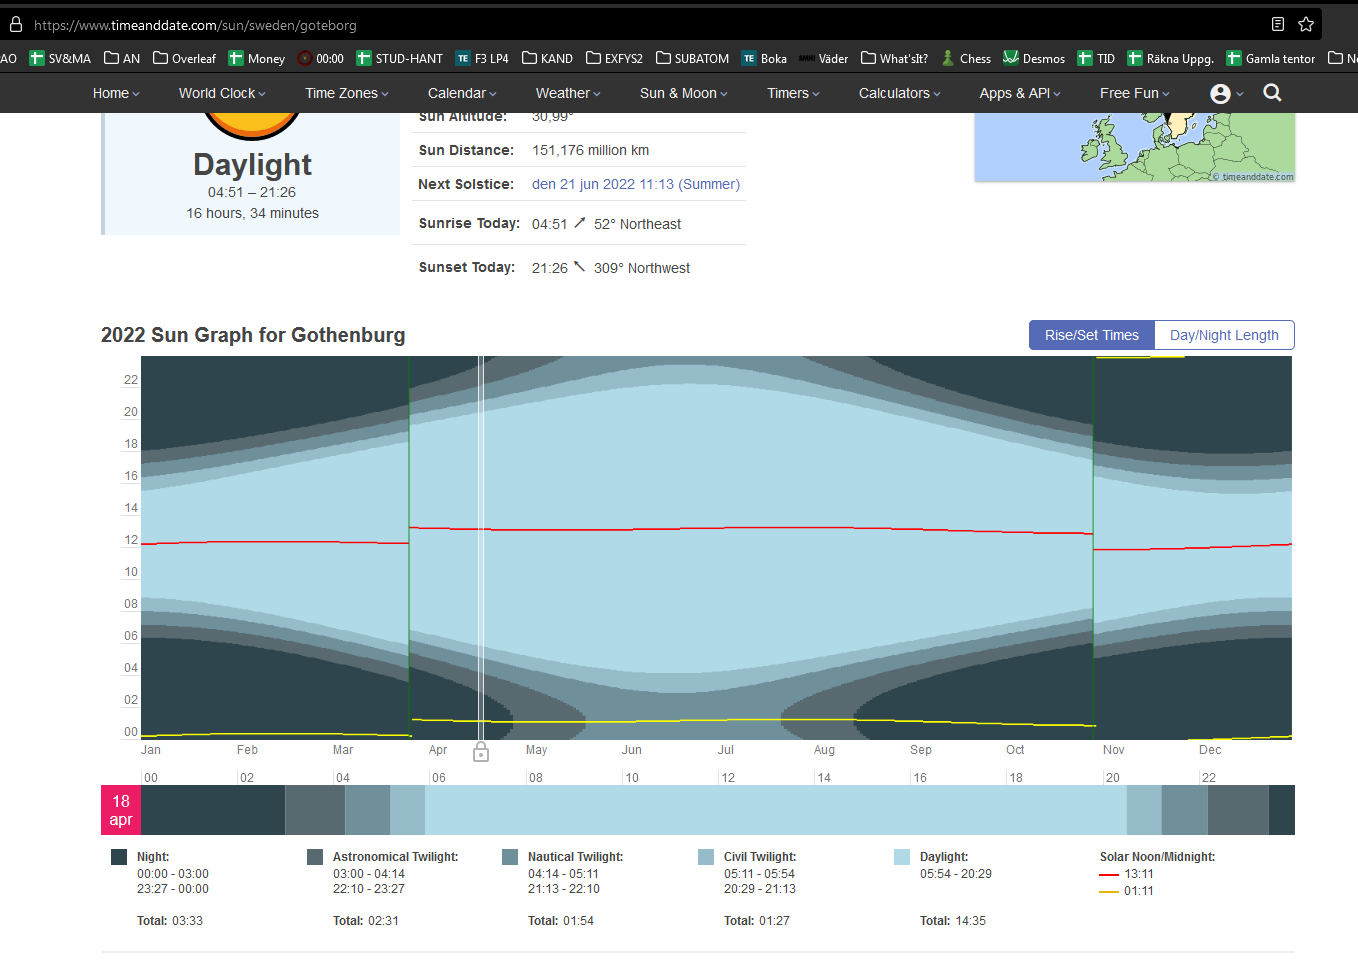 https://www.timeanddate.com/sun/sweden/goteborg
AO SV&MA AN Overleaf Money 00:00 STUD-HANT TE F3 LP4 KAND EXFYS2 SUBATOM TE Boka SMHI Väder What'sIt? Chess Desmos TID Räkna Uppg. Gamla tentor
Home World Clock Time Zones Calendar Weather Sun & Moon Timers Calculators Apps & API Free Fun
Sun Altitude: 30,99°
Daylight
04:51 – 21:26
16 hours, 34 minutes
Sun Distance: 151,176 million km
Next Solstice: den 21 jun 2022 11:13 (Summer)
Sunrise Today: 04:51 52° Northeast
Sunset Today: 21:26 309° Northwest
© timeanddate.com
2022 Sun Graph for Gothenburg
Rise/Set Times Day/Night Length
22
20
18
16
14
12
10
08
06
04
02
00
Jan Feb Mar Apr May Jun Jul Aug Sep Oct Nov Dec
00 02 04 06 08 10 12 14 16 18 20 22
18
apr
Night:
00:00 - 03:00
23:27 - 00:00
Total: 03:33
Astronomical Twilight:
03:00 - 04:14
22:10 - 23:27
Total: 02:31
Nautical Twilight:
04:14 - 05:11
21:13 - 22:10
Total: 01:54
Civil Twilight:
05:11 - 05:54
20:29 - 21:13
Total: 01:27
Daylight:
05:54 - 20:29
Total: 14:35
Solar Noon/Midnight:
13:11
01:11